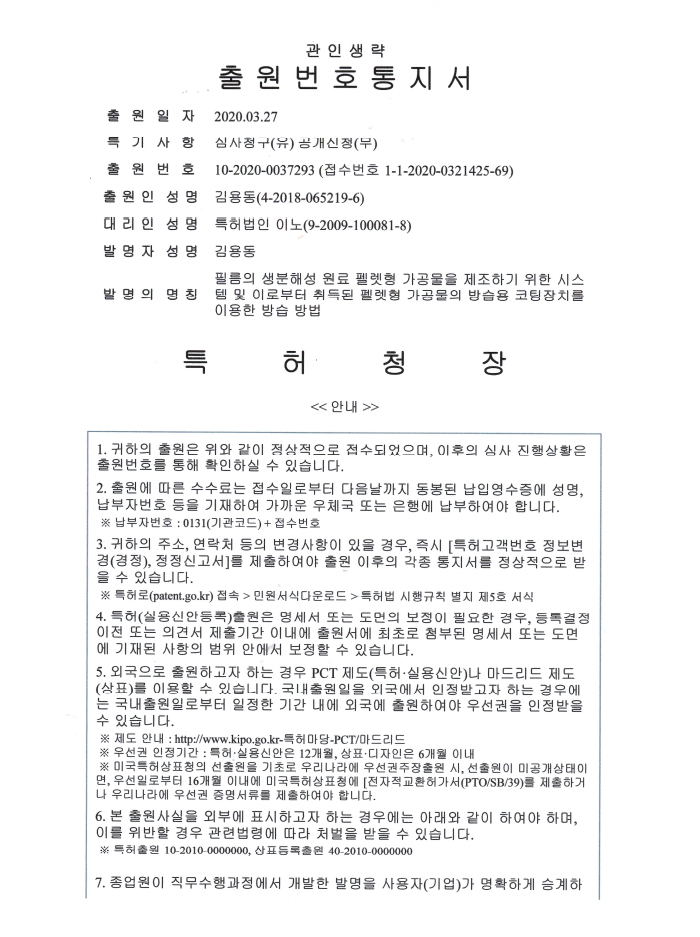 관 인 생 략
출 원 번 호 통 지 서
출 원 일 자 2020.03.27
특 기 사 항 심사청구(유) 공개신청(무)
출 원 번 호 10-2020-0037293 (접수번호 1-1-2020-0321425-69)
출 원 인 성 명 김용동(4-2018-065219-6)
대 리 인 성 명 특허법인 이노(9-2009-100081-8)
발 명 자 성 명 김용동
필름의 생분해성 원료 펠렛형 가공물을 제조하기 위한 시스
발 명 의 명 칭 템 및 이로부터 취득된 펠렛형 가공물의 방습용 코팅장치를
이용한 방습 방법
특 허 청 장
<< 안내 >>
1. 귀하의 출원은 위와 같이 정상적으로 접수되었으며, 이후의 심사 진행상황은
출원번호를 통해 확인하실 수 있습니다.
2. 출원에 따른 수수료는 접수일로부터 다음날까지 동봉된 납입영수증에 성명,
납부자번호 등을 기재하여 가까운 우체국 또는 은행에 납부하여야 합니다.
※ 납부자번호 : 0131(기관코드) + 접수번호
3. 귀하의 주소, 연락처 등의 변경사항이 있을 경우, 즉시 [특허고객번호 정보변
경(경정), 정정신고서]를 제출하여야 출원 이후의 각종 통지서를 정상적으로 받
을 수 있습니다.
※ 특허로(patent.go.kr) 접속 > 민원서식다운로드 > 특허법 시행규칙 별지 제5호 서식
4. 특허(실용신안등록)출원은 명세서 또는 도면의 보정이 필요한 경우, 등록결정
이전 또는 의견서 제출기간 이내에 출원서에 최초로 첨부된 명세서 또는 도면
에 기재된 사항의 범위 안에서 보정할 수 있습니다.
5. 외국으로 출원하고자 하는 경우 PCT 제도(특허·실용신안)나 마드리드 제도
(상표)를 이용할 수 있습니다. 국내출원일을 외국에서 인정받고자 하는 경우에
는 국내출원일로부터 일정한 기간 내에 외국에 출원하여야 우선권을 인정받을
수 있습니다.
※ 제도 안내 : http://www.kipo.go.kr-특허마당-PCT/마드리드
※ 우선권 인정기간 : 특허·실용신안은 12개월, 상표·디자인은 6개월 이내
※ 미국특허상표청의 선출원을 기초로 우리나라에 우선권주장출원 시, 선출원이 미공개상태이
면, 우선일로부터 16개월 이내에 미국특허상표청에 [전자적교환허가서(PTO/SB/39)를 제출하거
나 우리나라에 우선권 증명서류를 제출하여야 합니다.
6. 본 출원사실을 외부에 표시하고자 하는 경우에는 아래와 같이 하여야 하며,
이를 위반할 경우 관련법령에 따라 처벌을 받을 수 있습니다.
※ 특허출원 10-2010-0000000, 상표등록출원 40-2010-0000000
7. 종업원이 직무수행과정에서 개발한 발명을 사용자(기업)가 명확하게 승계하